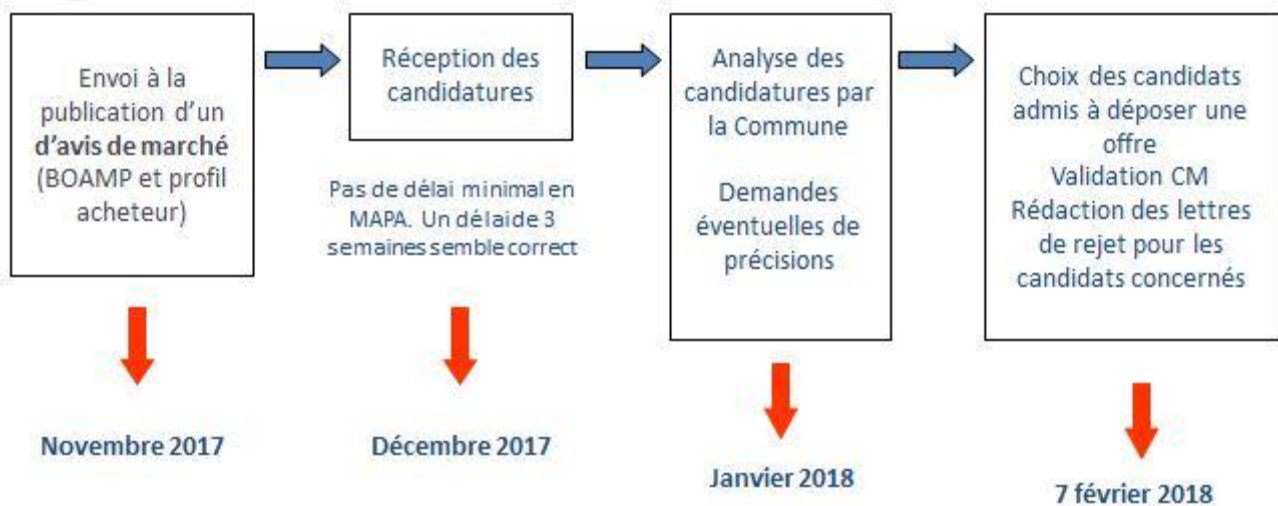 Envoi à la
publication d'un
d'avis de marché
(BOAMP et profil
acheteur)
Novembre 2017
Réception des
candidatures
Pas de délai minimal en
MAPA. Un délai de 3
semaines semble correct
Décembre 2017
Analyse des
candidatures par
la Commune
Demandes
éventuelles de
précisions
Janvier 2018
Choix des candidats
admis à déposer une
offre
Validation CM
Rédaction des lettres
de rejet pour les
candidats concernés
7 février 2018